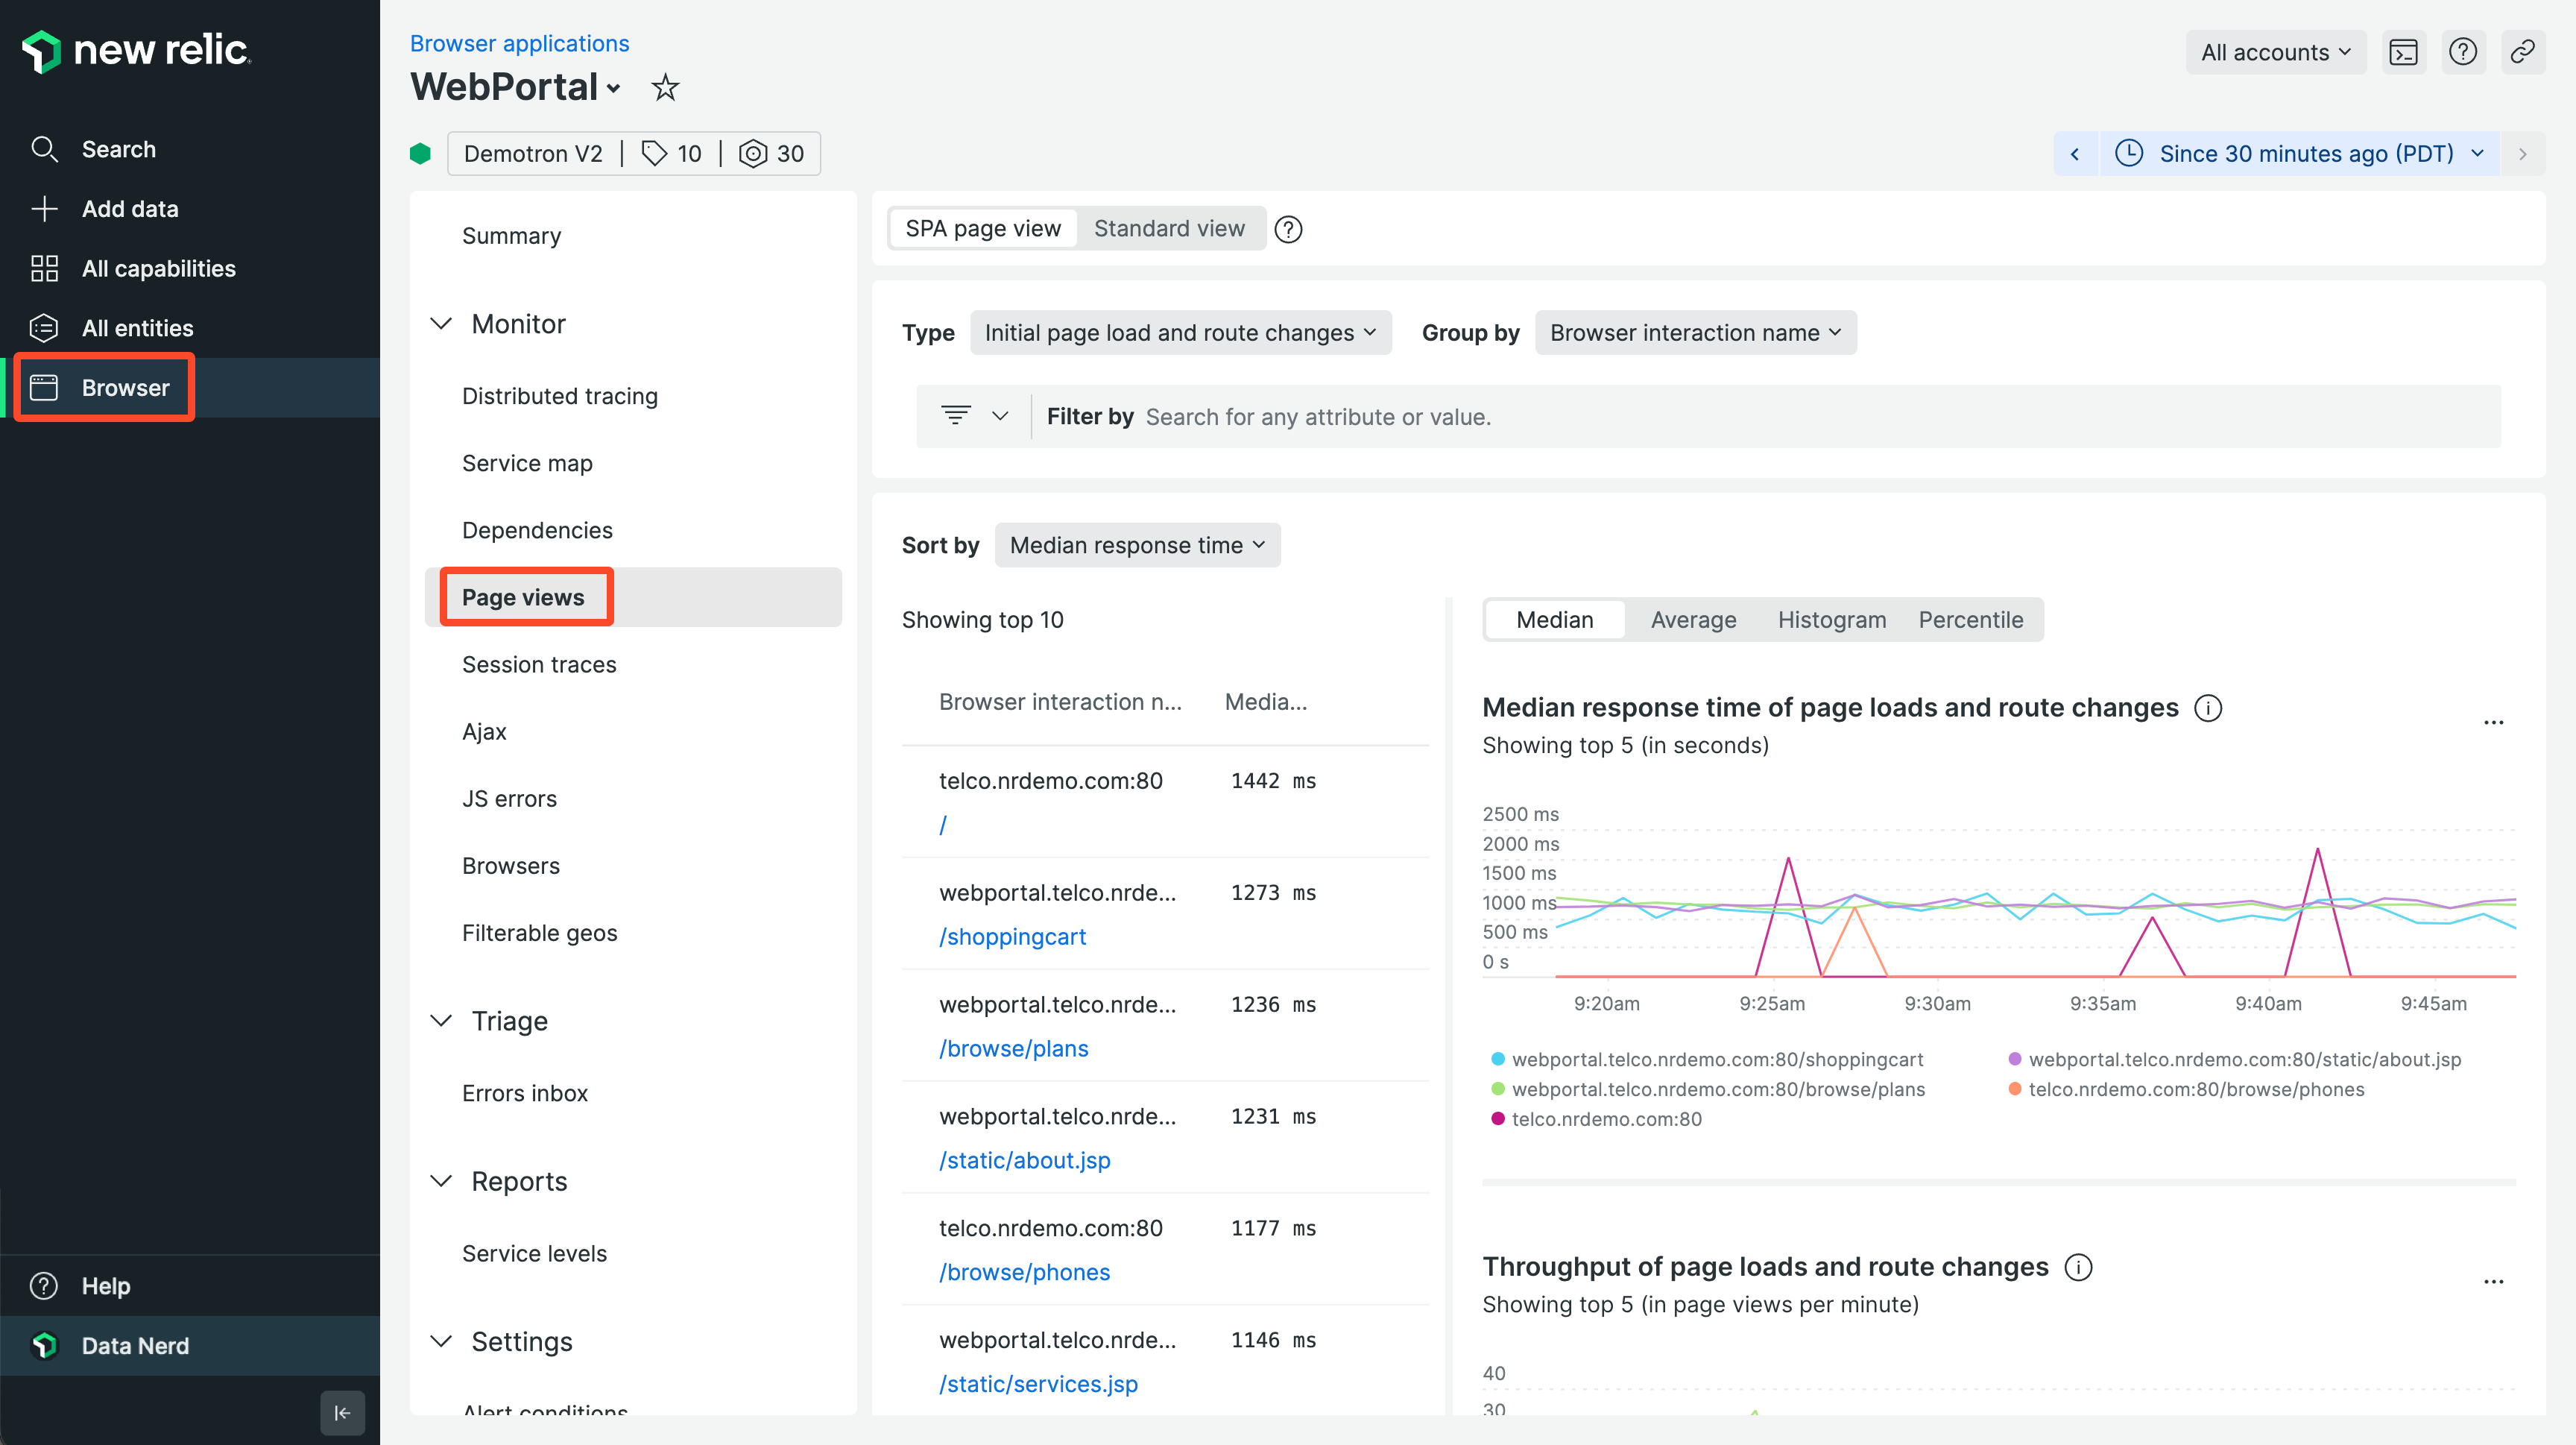 new relic
Search
Add data
All capabilities
All entities
Browser
Help
Data Nerd
Browser applications
WebPortal
Demotron V2 | 10 | 30
All accounts
Since 30 minutes ago (PDT)
Summary
Monitor
Distributed tracing
Service map
Dependencies
Page views
Session traces
Ajax
JS errors
Browsers
Filterable geos
Triage
Errors inbox
Reports
Service levels
Settings
Alert conditions
SPA page view Standard view
Type Initial page load and route changes Group by Browser interaction name
Filter by Search for any attribute or value.
Sort by Median response time
Showing top 10
Browser interaction n... Media...
telco.nrdemo.com:80 1442 ms
/
webportal.telco.nrde... 1273 ms
/shoppingcart
webportal.telco.nrde... 1236 ms
/browse/plans
webportal.telco.nrde... 1231 ms
/static/about.jsp
telco.nrdemo.com:80 1177 ms
/browse/phones
webportal.telco.nrde... 1146 ms
/static/services.jsp
Median Average Histogram Percentile
Median response time of page loads and route changes
Showing top 5 (in seconds)
2500 ms
2000 ms
1500 ms
1000 ms
500 ms
0 s
9:20am 9:25am 9:30am 9:35am 9:40am 9:45am
webportal.telco.nrdemo.com:80/shoppingcart webportal.telco.nrdemo.com:80/static/about.jsp
webportal.telco.nrdemo.com:80/browse/plans telco.nrdemo.com:80/browse/phones
telco.nrdemo.com:80
Throughput of page loads and route changes
Showing top 5 (in page views per minute)
40
30